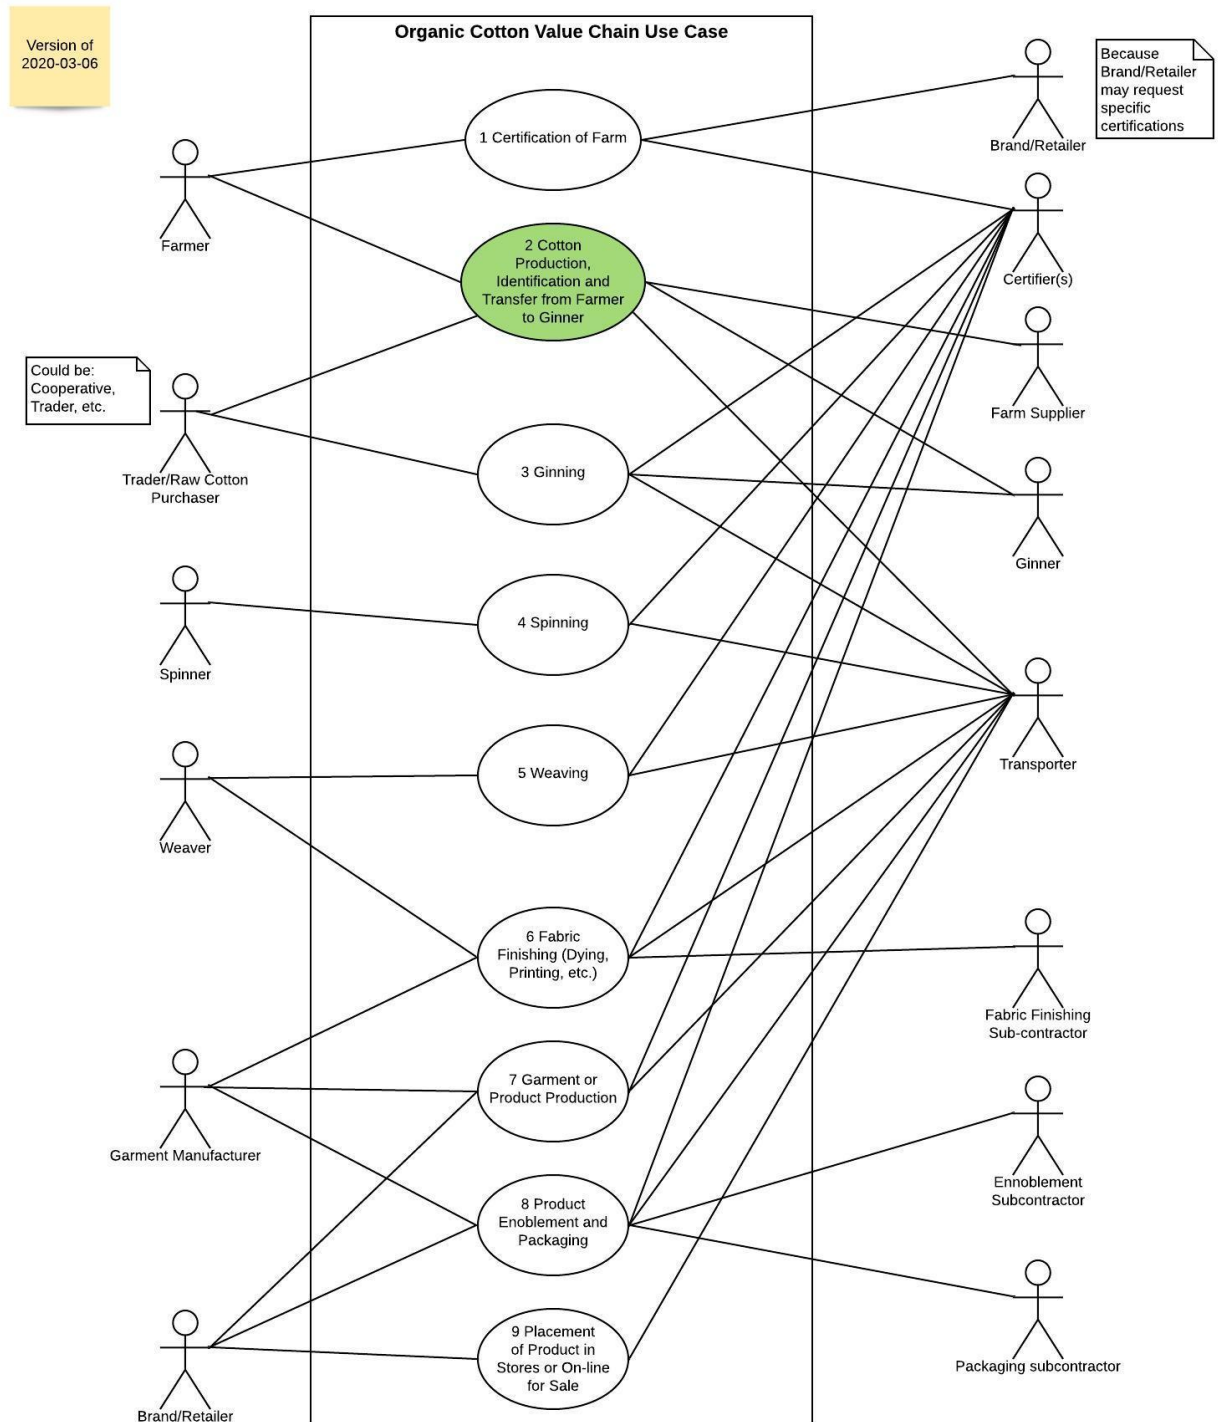 Version of
2020-03-06
Organic Cotton Value Chain Use Case
Because
Brand/Retailer
may request
specific
certifications
Brand/Retailer
1 Certification of Farm
Farmer
Certifier(s)
2 Cotton
Production,
Identification and
Transfer from Farmer
to Ginner
Farm Supplier
Could be:
Cooperative,
Trader, etc.
Trader/Raw Cotton
Purchaser
3 Ginning
Ginner
4 Spinning
Spinner
5 Weaving
Transporter
Weaver
6 Fabric
Finishing (Dying,
Printing, etc.)
Fabric Finishing
Sub-contractor
7 Garment or
Product Production
Garment Manufacturer
Ennoblement
Subcontractor
8 Product
Enoblement and
Packaging
9 Placement
of Product in
Stores or On-line
for Sale
Packaging subcontractor
Brand/Retailer